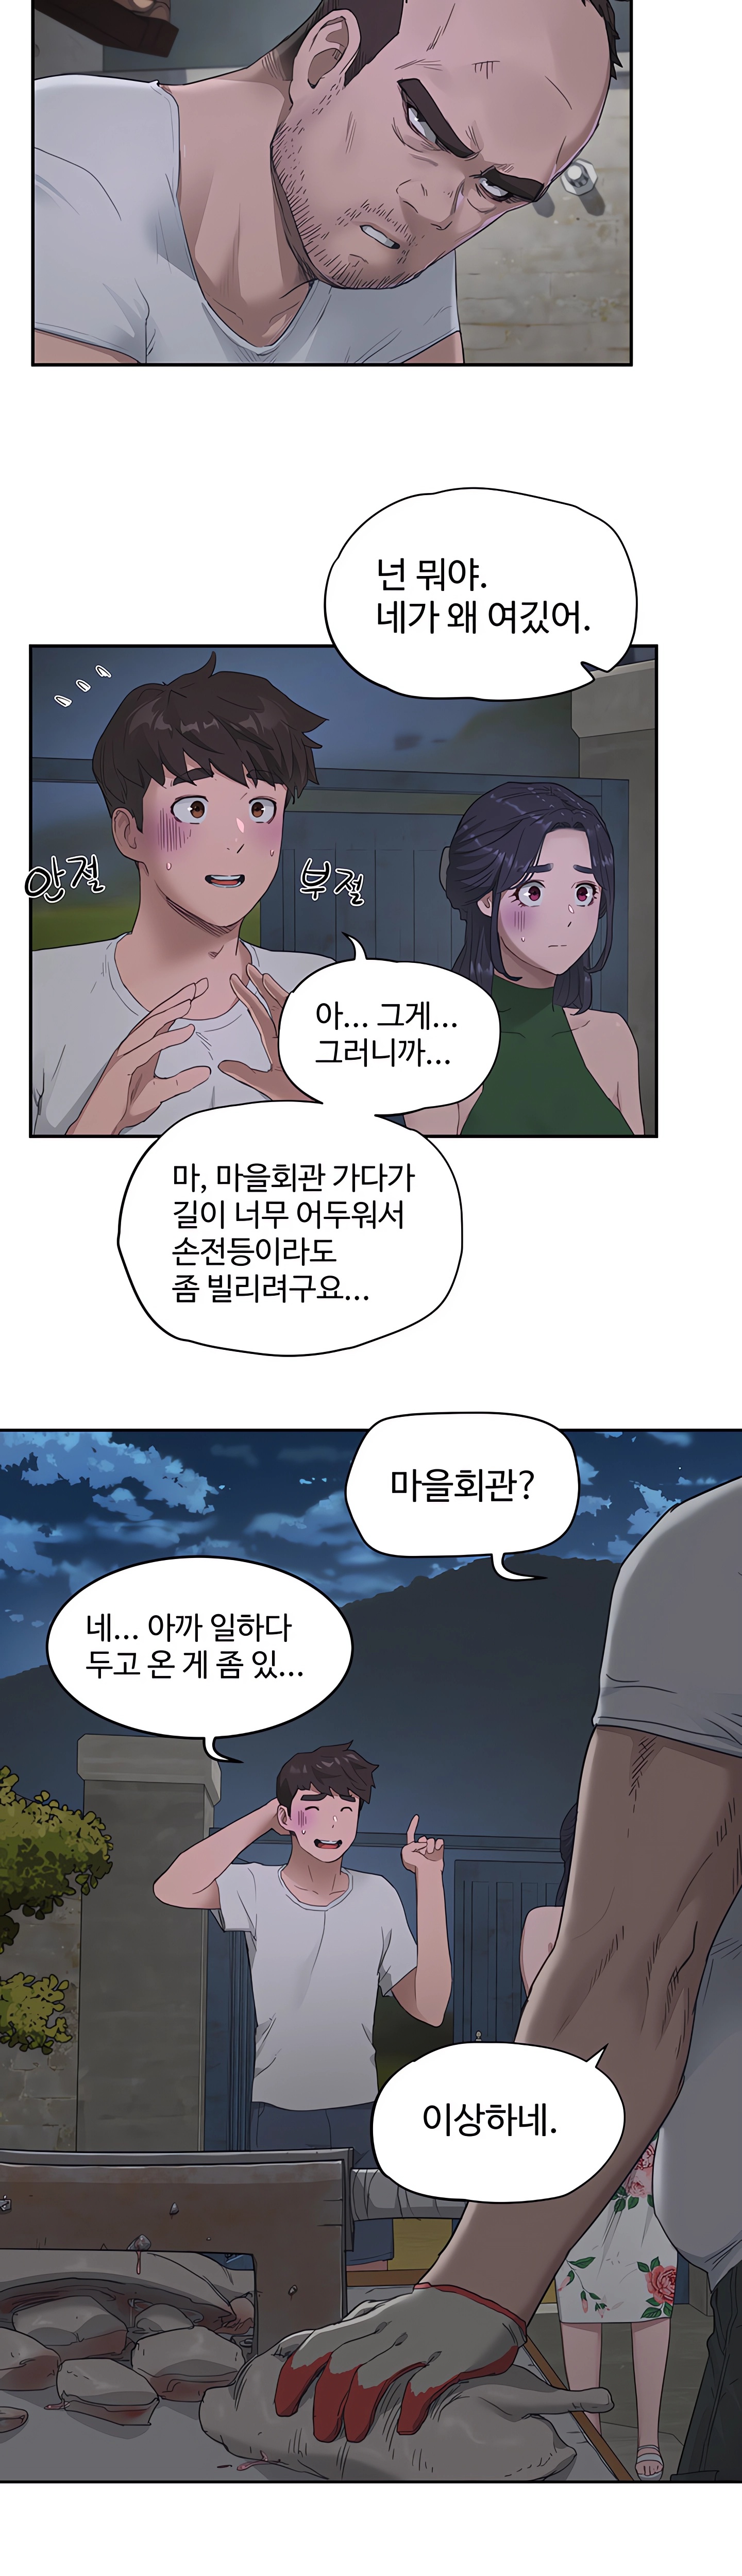 넌 뭐야.
네가 왜 여깄어.
안절
부절
아... 그게...
그러니까...
마, 마을회관 가다가
길이 너무 어두워서
손전등이라도
좀 빌리려구요...
마을회관?
네... 아까 일하다
두고 온 게 좀 있...
이상하네.